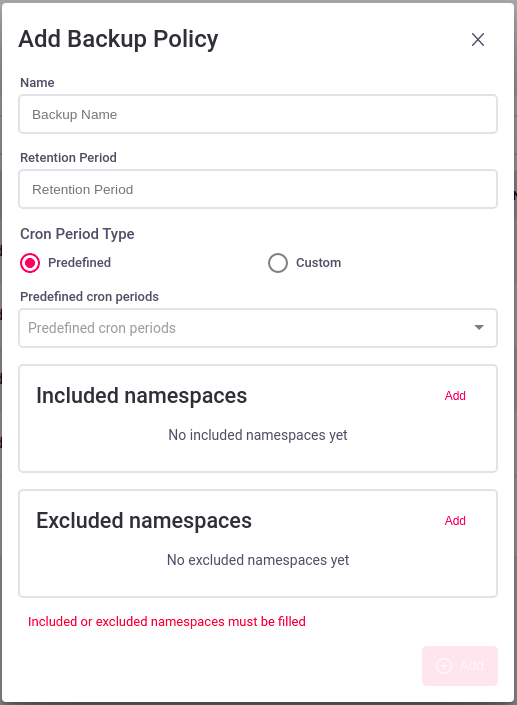 Add Backup Policy
Name
Backup Name
Retention Period
Retention Period
Cron Period Type
Predefined
Custom
Predefined cron periods
Predefined cron periods
Included namespaces
Add
No included namespaces yet
Excluded namespaces
Add
No excluded namespaces yet
Included or excluded namespaces must be filled
Add